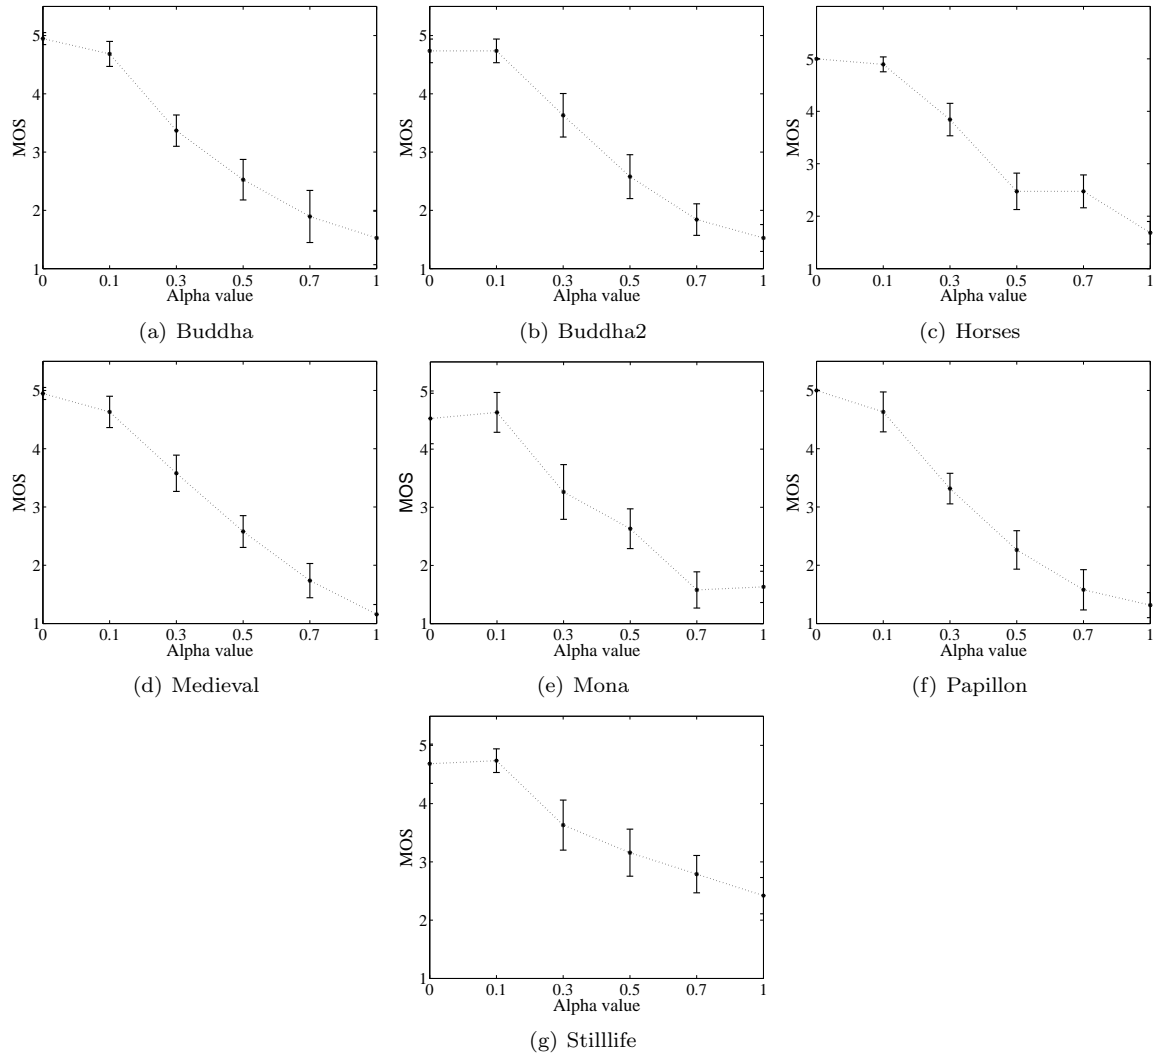 5
4
3
2
1
MOS
0 0.1 0.3 0.5 0.7 1
Alpha value
(a) Buddha
5
4
3
2
1
MOS
0 0.1 0.3 0.5 0.7 1
Alpha value
(b) Buddha2
5
4
3
2
1
MOS
0 0.1 0.3 0.5 0.7 1
Alpha value
(c) Horses
5
4
3
2
1
MOS
0 0.1 0.3 0.5 0.7 1
Alpha value
(d) Medieval
5
4
3
2
1
MOS
0 0.1 0.3 0.5 0.7 1
Alpha value
(e) Mona
5
4
3
2
1
MOS
0 0.1 0.3 0.5 0.7 1
Alpha value
(f) Papillon
5
4
3
2
1
MOS
0 0.1 0.3 0.5 0.7 1
Alpha value
(g) Stilllife